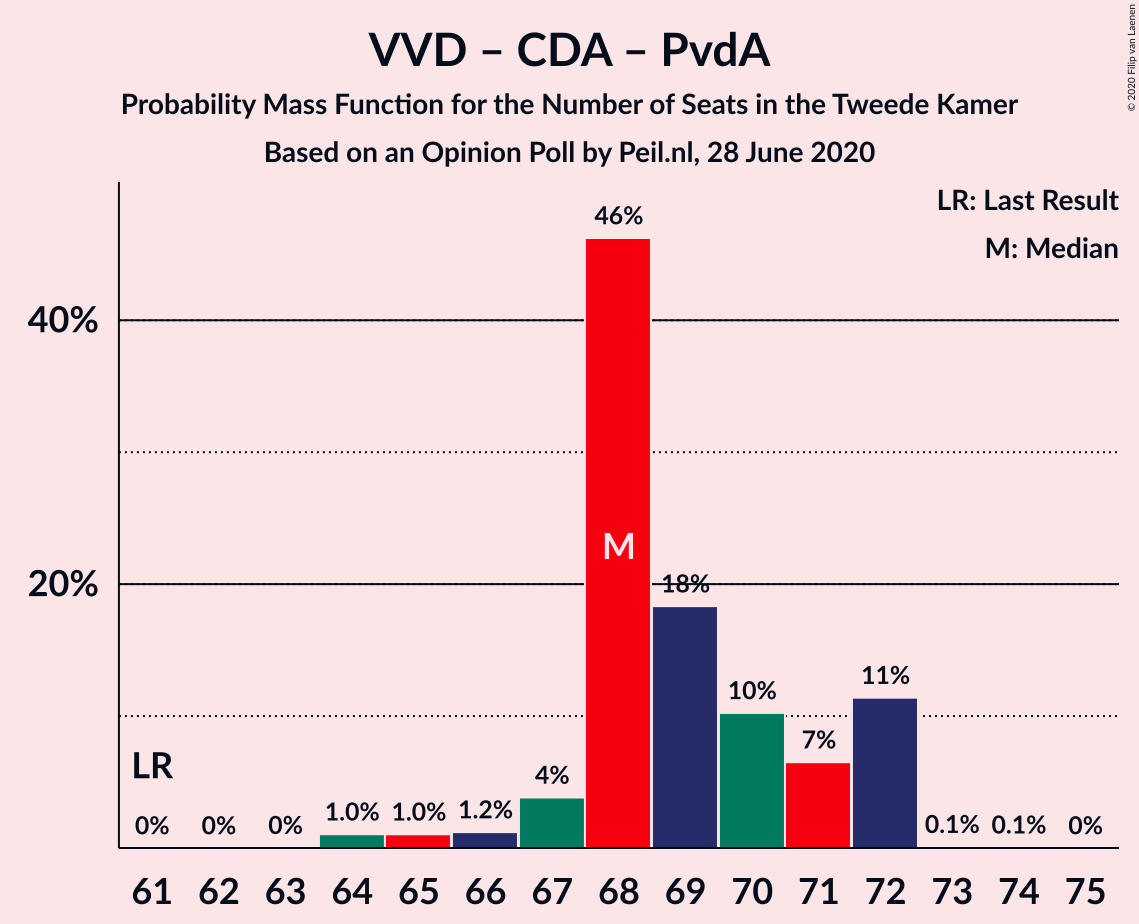 VVD – CDA – PvdA
Probability Mass Function for the Number of Seats in the Tweede Kamer
Based on an Opinion Poll by Peil.nl, 28 June 2020
© 2020 Filip van Laenen
LR: Last Result
M: Median
46%
40%
M
20%
18%
11%
10%
7%
LR
4%
0% 0% 0% 1.0% 1.0% 1.2% 0.1% 0.1% 0%
61 62 63 64 65 66 67 68 69 70 71 72 73 74 75